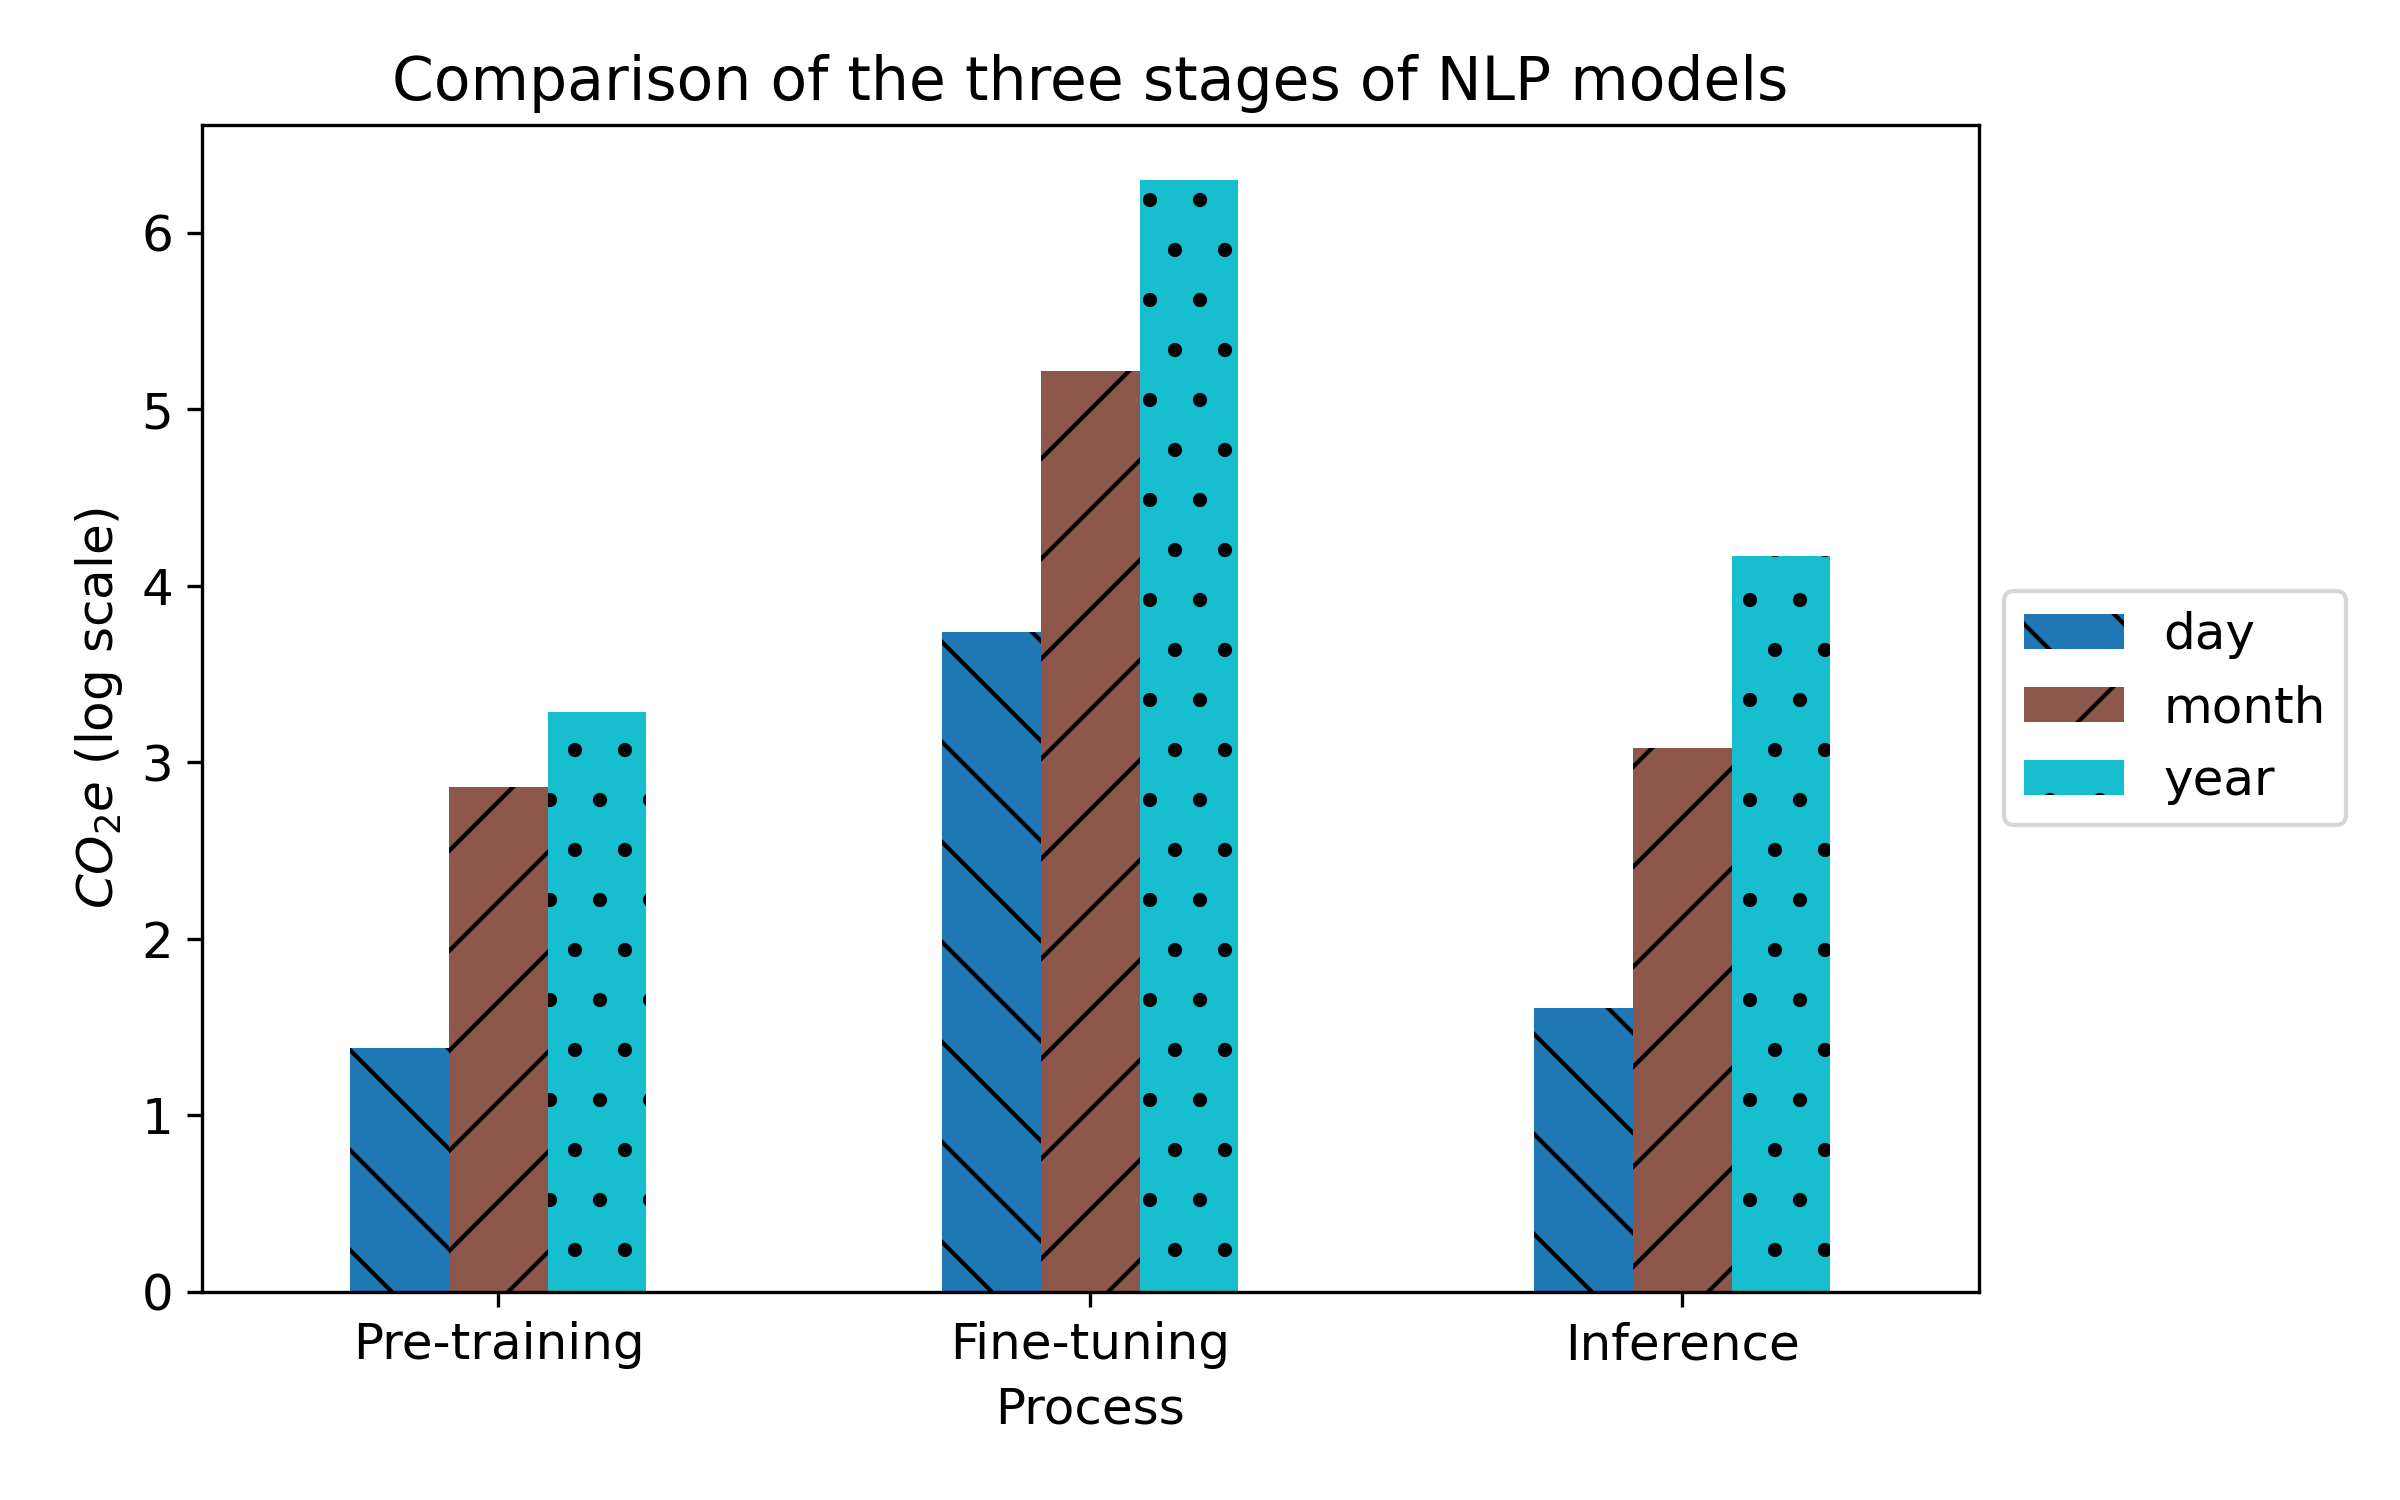 Comparison of the three stages of NLP models
CO₂e (log scale)
6
5
4
3
2
1
0
Pre-training
Fine-tuning
Inference
Process
day
month
year